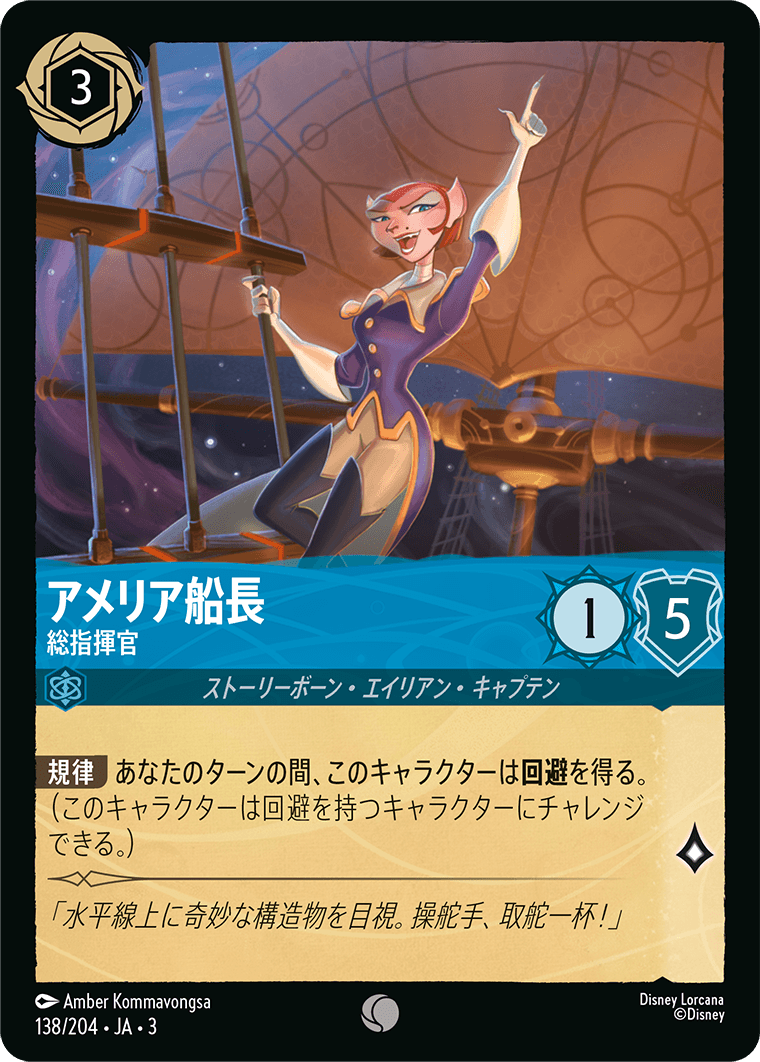 3
アメリア船長
総指揮官
1
5
ストーリーボーン・エイリアン・キャプテン
規律 あなたのターンの間、このキャラクターは回避を得る。
（このキャラクターは回避を持つキャラクターにチャレンジ
できる。）
「水平線上に奇妙な構造物を目視。操舵手、取舵一杯！」
Amber Kommavongsa
138/204・JA・3
Disney Lorcana
©Disney